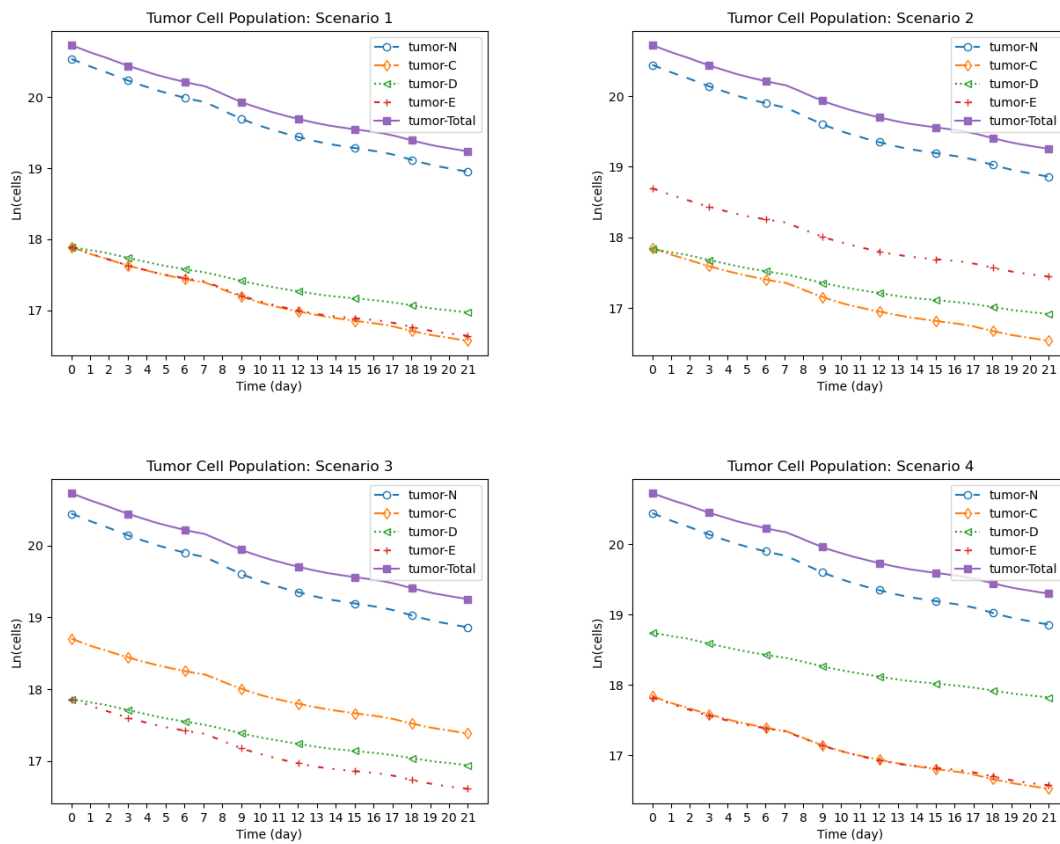 Tumor Cell Population: Scenario 1
tumor-N
tumor-C
tumor-D
tumor-E
tumor-Total
Ln(cells)
20
19
18
17
0 1 2 3 4 5 6 7 8 9 10 11 12 13 14 15 16 17 18 19 20 21
Time (day)
Tumor Cell Population: Scenario 2
tumor-N
tumor-C
tumor-D
tumor-E
tumor-Total
Ln(cells)
20
19
18
17
0 1 2 3 4 5 6 7 8 9 10 11 12 13 14 15 16 17 18 19 20 21
Time (day)
Tumor Cell Population: Scenario 3
tumor-N
tumor-C
tumor-D
tumor-E
tumor-Total
Ln(cells)
20
19
18
17
0 1 2 3 4 5 6 7 8 9 10 11 12 13 14 15 16 17 18 19 20 21
Time (day)
Tumor Cell Population: Scenario 4
tumor-N
tumor-C
tumor-D
tumor-E
tumor-Total
Ln(cells)
20
19
18
17
0 1 2 3 4 5 6 7 8 9 10 11 12 13 14 15 16 17 18 19 20 21
Time (day)